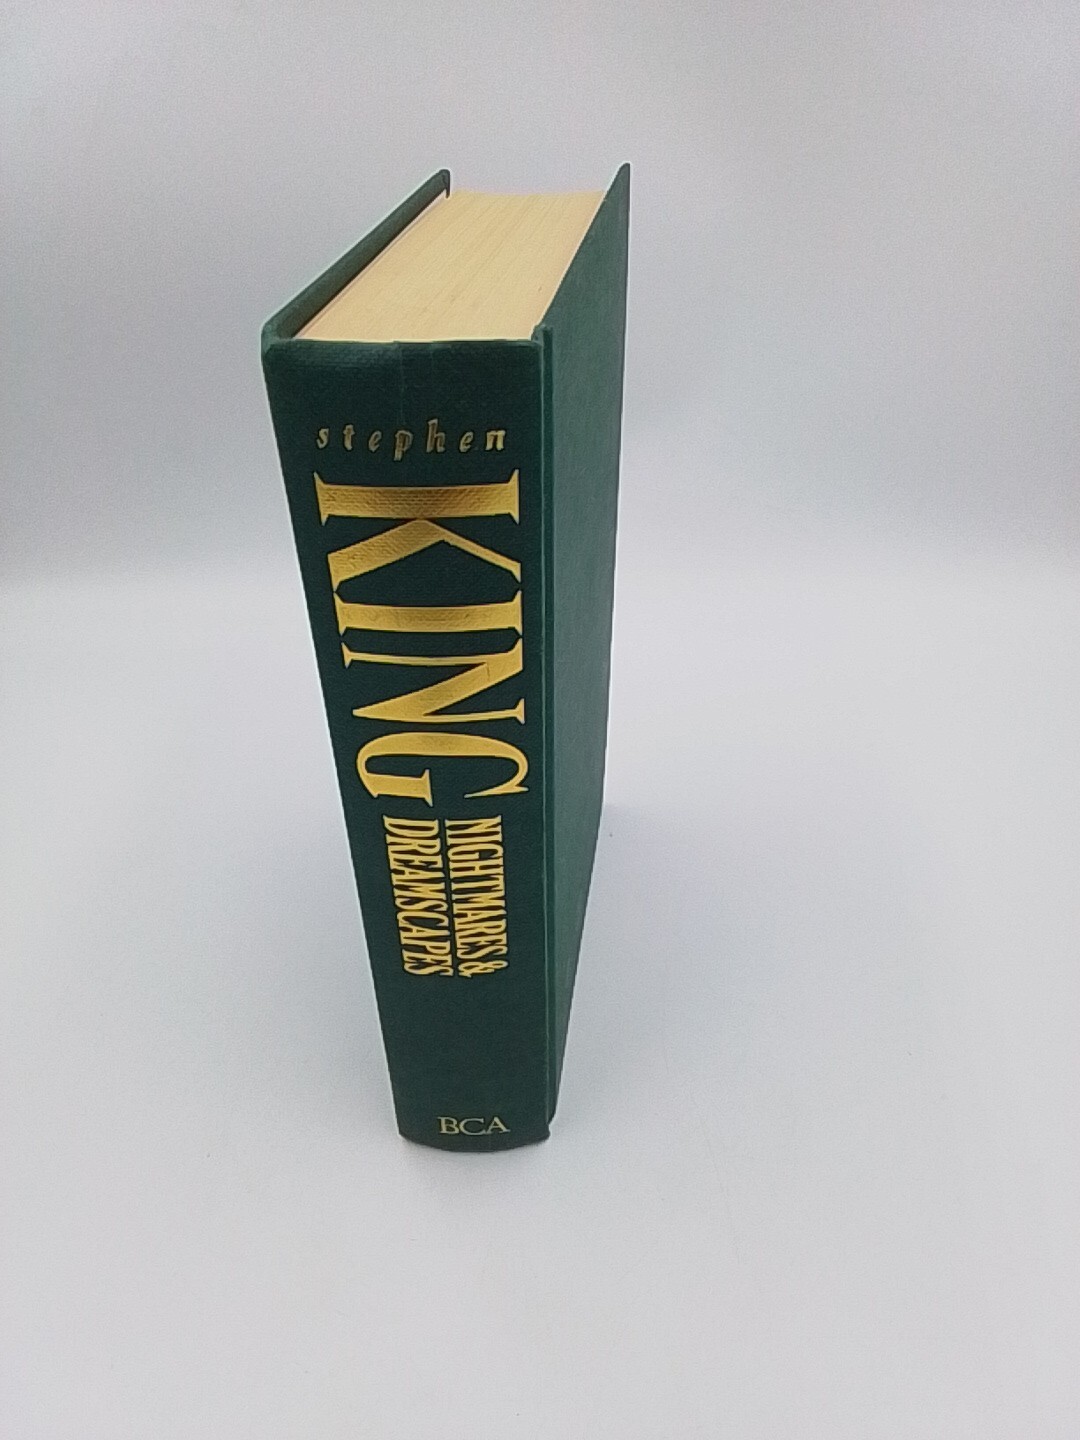 stephen
KING
NIGHTMARES &
DREAMSCAPES
BCA